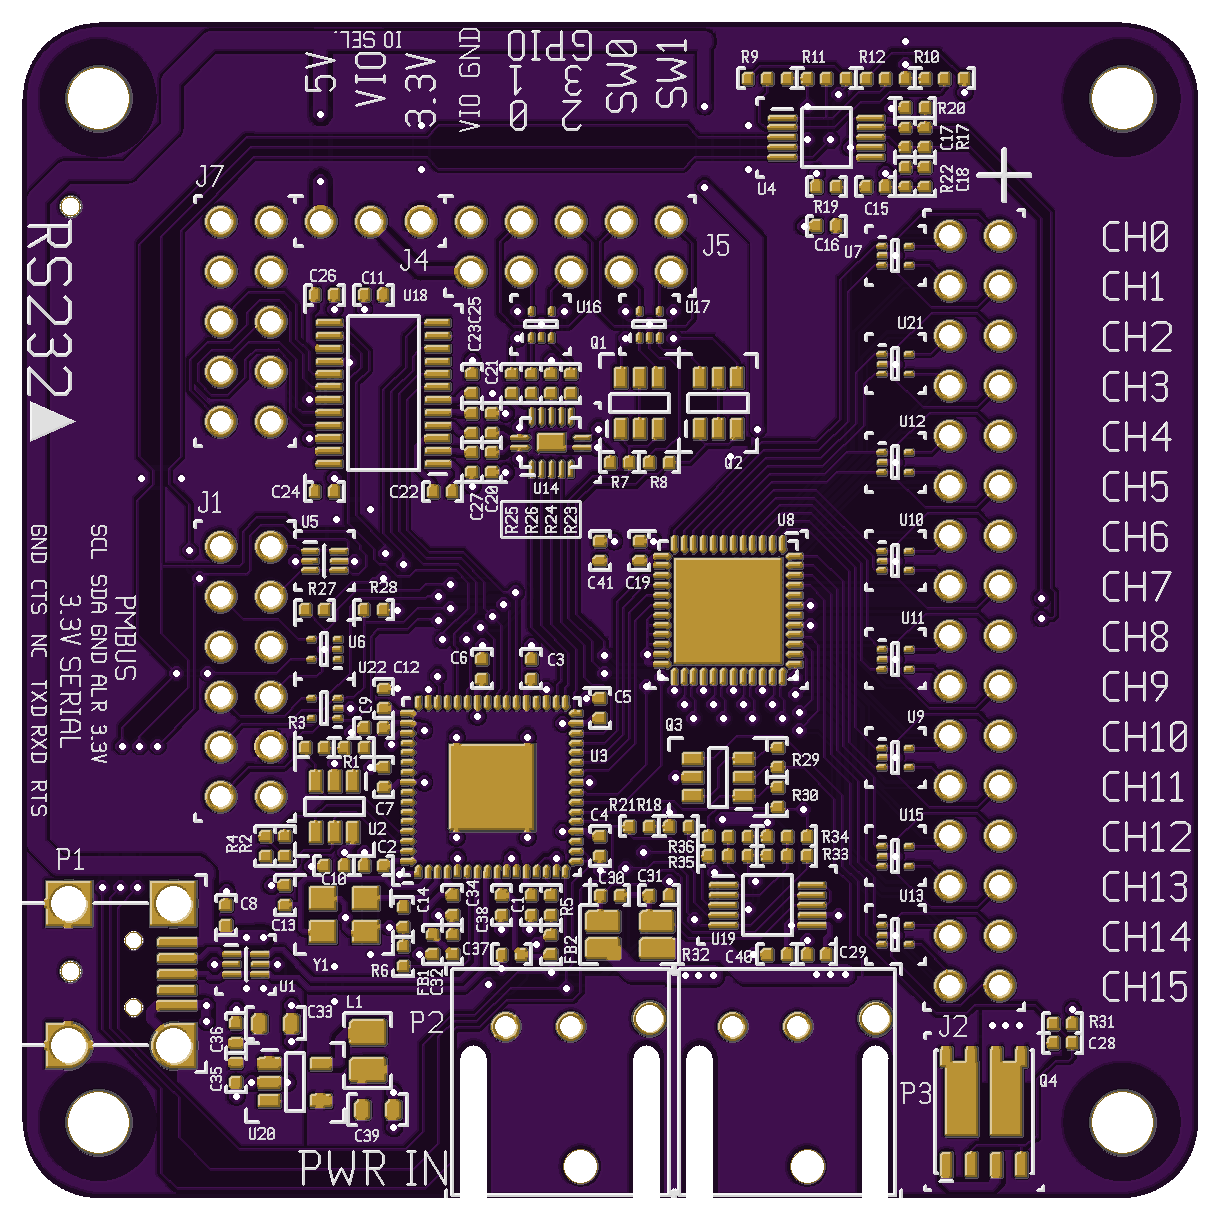 IO SEL.
5V
VIO
3.3V
VIO GND
GPIO
1 0
3 2
SW0
SW1
R9 R11 R12 R10
R20
C17 R17
R22 C18
U4 R19 C15
C16 U7
J7
J4
J5
RS232
CH0
CH1
CH2
CH3
CH4
CH5
CH6
CH7
CH8
CH9
CH10
CH11
CH12
CH13
CH14
CH15
C26 C11 U18
C23 C25
U16 U17
U21
Q1
C21
U12
Q2
C24 C22
C27 C20
U14
R7 R8
R25 R26 R24 R23
J1
U5
U8
U10
C41 C19
R27 R28
U6
U11
GND CTS NC TXD RXD RTS
3.3V SERIAL
SCL SDA GND ALR 3.3V
PMBUS
U22 C12
C6 C3
C5
C9
R3
R1
C7
U3
Q3
U9
R29
R30
R4 R2
U2
C2
C10
C4
R21 R18
R36
R35
R34
R33
U15
P1
C8
C13
Y1
C14
R6
C34
C38
C1
R5
C37
FB1
C32
FB2
C30 C31
R32
U19
C40 C29
U13
U1
C36
C35
C33
L1
U20
C39
P2
J2
R31
C28
Q4
P3
PWR IN